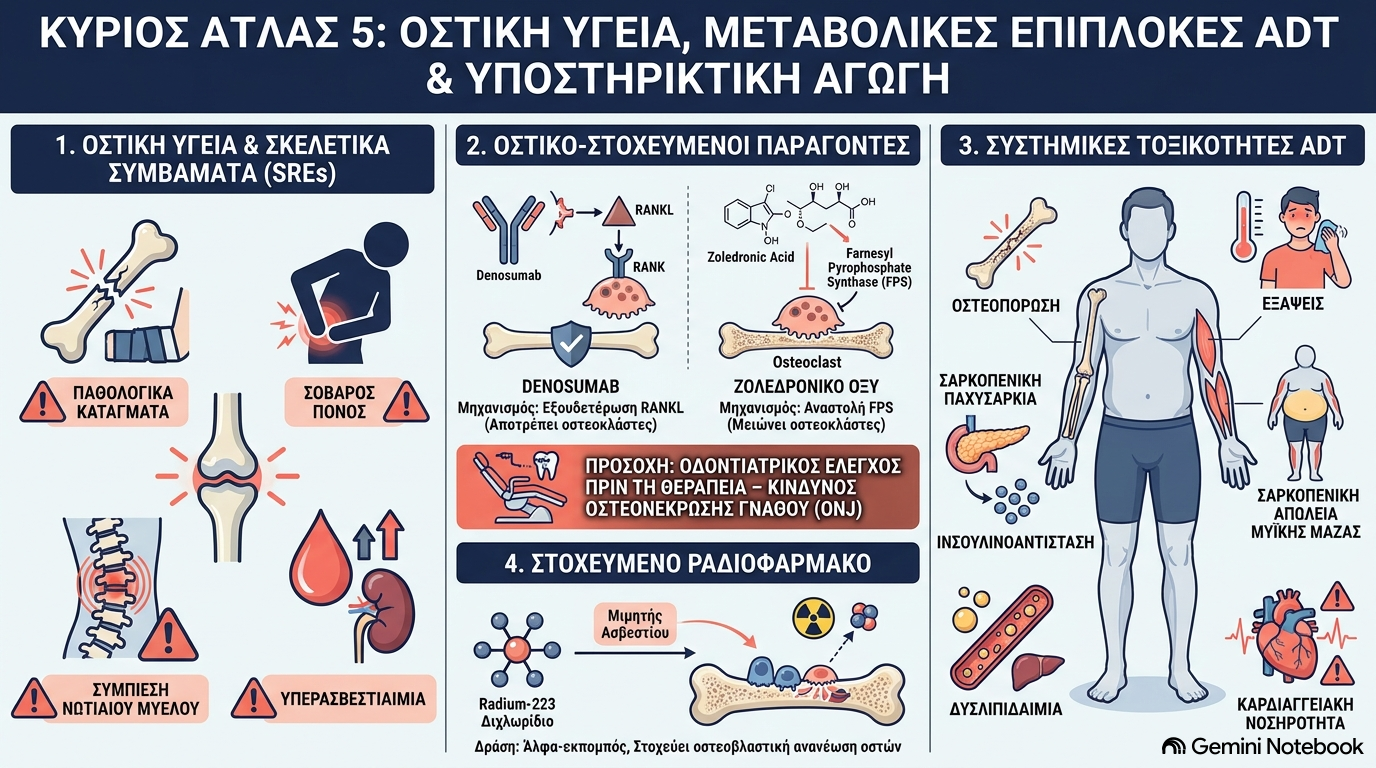 ΚΥΡΙΟΣ ΑΤΛΑΣ 5: ΟΣΤΙΚΗ ΥΓΕΙΑ, ΜΕΤΑΒΟΛΙΚΕΣ ΕΠΙΠΛΟΚΕΣ ADT
& ΥΠΟΣΤΗΡΙΚΤΙΚΗ ΑΓΩΓΗ
1. ΟΣΤΙΚΗ ΥΓΕΙΑ & ΣΚΕΛΕΤΙΚΑ
ΣΥΜΒΑΜΑΤΑ (SREs)
ΠΑΘΟΛΟΓΙΚΑ
ΚΑΤΑΓΜΑΤΑ
ΣΟΒΑΡΟΣ
ΠΟΝΟΣ
ΣΥΜΠΙΕΣΗ
ΝΩΤΙΑΙΟΥ ΜΥΕΛΟΥ
ΥΠΕΡΑΣΒΕΣΤΙΑΙΜΙΑ
2. ΟΣΤΙΚΟ-ΣΤΟΧΕΥΜΕΝΟΙ ΠΑΡΑΓΟΝΤΕΣ
Denosumab
RANKL
RANK
DENOSUMAB
Μηχανισμός: Εξουδετέρωση RANKL
(Αποτρέπει οστεοκλάστες)
Cl
OH
OH
O
OH
O
O
OH
Zoledronic Acid
Farnesyl
Pyrophosphate
Synthase (FPS)
Osteoclast
ΖΟΛΕΔΡΟΝΙΚΟ ΟΞΥ
Μηχανισμός: Αναστολή FPS
(Μειώνει οστεοκλάστες)
ΠΡΟΣΟΧΗ: ΟΔΟΝΤΙΑΤΡΙΚΟΣ ΕΛΕΓΧΟΣ
ΠΡΙΝ ΤΗ ΘΕΡΑΠΕΙΑ – ΚΙΝΔΥΝΟΣ
ΟΣΤΕΟΝΕΚΡΩΣΗΣ ΓΝΑΘΟΥ (ONJ)
4. ΣΤΟΧΕΥΜΕΝΟ ΡΑΔΙΟΦΑΡΜΑΚΟ
Μιμητής
Ασβεστίου
Radium-223
Διχλωρίδιο
Δράση: Άλφα-εκπομπός, Στοχεύει οστεοβλαστική ανανέωση οστών
3. ΣΥΣΤΗΜΙΚΕΣ ΤΟΞΙΚΟΤΗΤΕΣ ADT
ΟΣΤΕΟΠΟΡΩΣΗ
ΕΞΑΨΕΙΣ
ΣΑΡΚΟΠΕΝΙΚΗ
ΠΑΧΥΣΑΡΚΙΑ
ΙΝΣΟΥΛΙΝΟΑΝΤΙΣΤΑΣΗ
ΣΑΡΚΟΠΕΝΙΚΗ
ΑΠΩΛΕΙΑ
ΜΥΪΚΗΣ ΜΑΖΑΣ
ΔΥΣΛΙΠΙΔΑΙΜΙΑ
ΚΑΡΔΙΑΓΓΕΙΑΚΗ
ΝΟΣΗΡΟΤΗΤΑ
Gemini Notebook